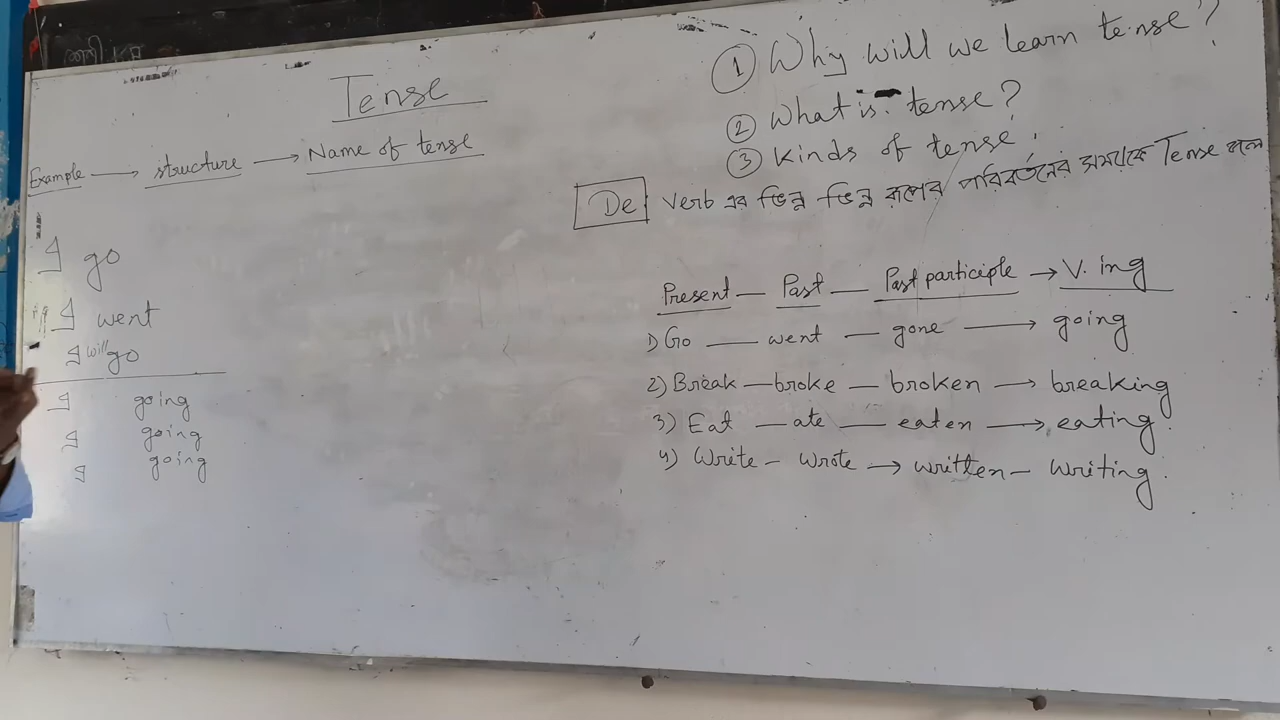 Tense
Example → structure → Name of tense
I go
I went
I will go
I going
I going
I going
① Why will we learn tense?
② What is tense?
③ Kinds of tense.
De Verb এর ভিন্ন ভিন্ন রূপের পরিবর্তনের সময়কে Tense বলে
Present — Past — Past participle → V. ing
1) Go — went — gone → going
2) Break — broke — broken → breaking
3) Eat — ate — eaten → eating.
4) Write – wrote → written – writing.